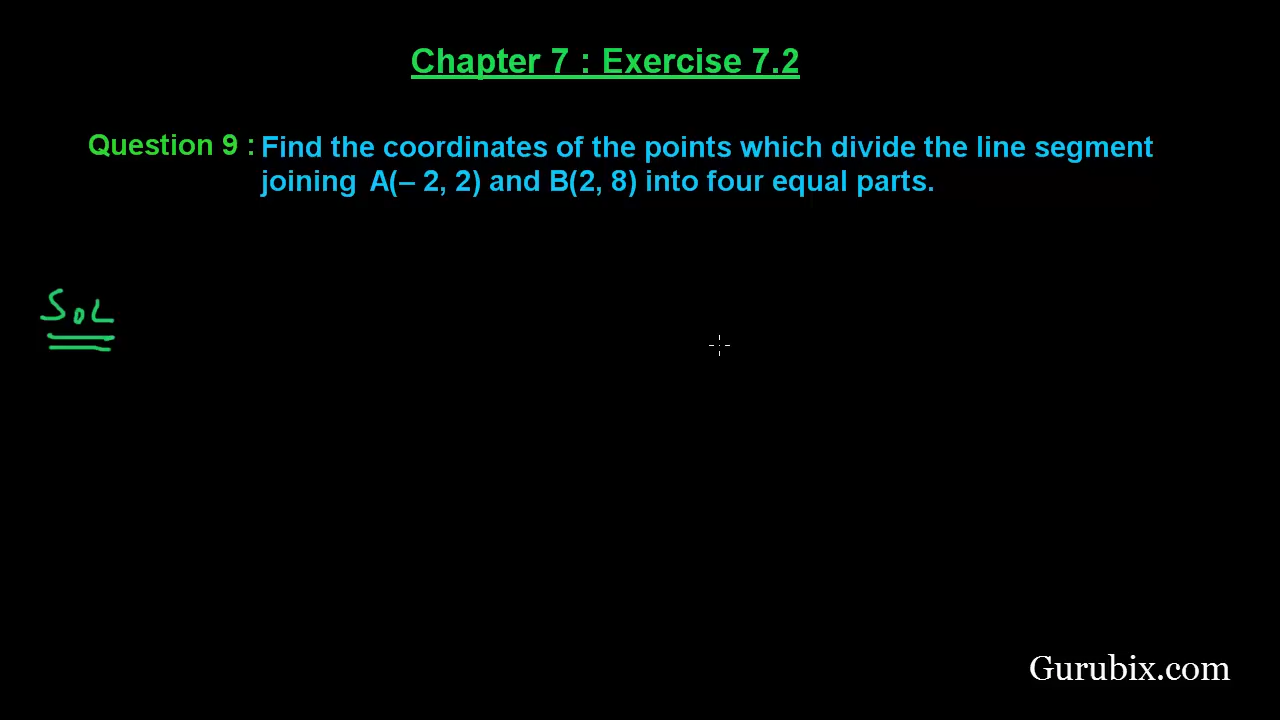 Chapter 7 : Exercise 7.2
Question 9 : Find the coordinates of the points which divide the line segment
joining A(– 2, 2) and B(2, 8) into four equal parts.
SOL
Gurubix.com